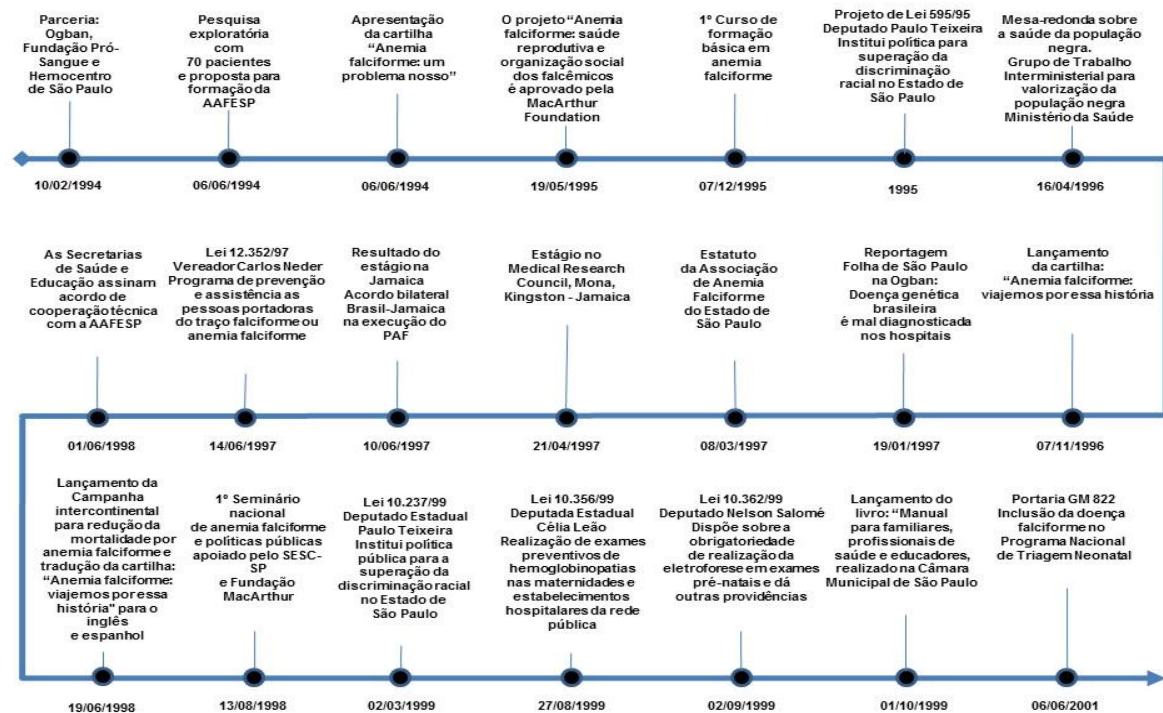 Parceria:
Ogban,
Fundação Pró-
Sangue e
Hemocentro
de São Paulo
10/02/1994
Pesquisa
exploratória
com
70 pacientes
e proposta para
formação da
AAFESP
06/06/1994
Apresentação
da cartilha
“Anemia
falciforme: um
problema nosso”
06/06/1994
O projeto “Anemia
falciforme: saúde
reprodutiva e
organização social
dos falcêmicos
é aprovado pela
MacArthur
Foundation
19/05/1995
1º Curso de
formação
básica em
anemia
falciforme
07/12/1995
Projeto de Lei 595/95
Deputado Paulo Teixeira
Institui política para
superação da
discriminação
racial no Estado de
São Paulo
1995
Mesa-redonda sobre
a saúde da população
negra.
Grupo de Trabalho
Interministerial para
valorização da
população negra
Ministério da Saúde
16/04/1996
As Secretarias
de Saúde e
Educação assinam
acordo de
cooperação técnica
com a AAFESP
01/06/1998
Lei 12.352/97
Vereador Carlos Neder
Programa de prevenção
e assistência as
pessoas portadoras
do traço falciforme ou
anemia falciforme
14/06/1997
Resultado do
estágio na
Jamaica
Acordo bilateral
Brasil-Jamaica
na execução do
PAF
10/06/1997
Estágio no
Medical Research
Council, Mona,
Kingston - Jamaica
21/04/1997
Estatuto
da Associação
de Anemia
Falciforme
do Estado de
São Paulo
08/03/1997
Reportagem
Folha de São Paulo
na Ogban:
Doença genética
brasileira
é mal diagnosticada
nos hospitais
19/01/1997
Lançamento
da cartilha:
“Anemia falciforme:
viajemos por essa história
07/11/1996
Lançamento da
Campanha
intercontinental
para redução da
mortalidade por
anemia falciforme e
tradução da cartilha:
“Anemia falciforme:
viajemos por essa
história" para o
inglês
e espanhol
19/06/1998
1º Seminário
nacional
de anemia falciforme
e políticas públicas
apoiado pelo SESC-
SP
e Fundação
MacArthur
13/08/1998
Lei 10.237/99
Deputado Estadual
Paulo Teixeira
Institui política
pública para a
superação da
discriminação racial
no Estado de
São Paulo
02/03/1999
Lei 10.356/99
Deputada Estadual
Célia Leão
Realização de exames
preventivos de
hemoglobinopatias
nas maternidades e
estabelecimentos
hospitalares da rede
pública
27/08/1999
Lei 10.362/99
Deputado Nelson Salomé
Dispõe sobre a
obrigatoriedade
de realização da
eletroforese em exames
pré-natais e dá
outras providências
02/09/1999
Lançamento do
livro: “Manual
para familiares,
profissionais de
saúde e educadores,
realizado na Câmara
Municipal de São Paulo
01/10/1999
Portaria GM 822
Inclusão da doença
falciforme no
Programa Nacional
de Triagem Neonatal
06/06/2001